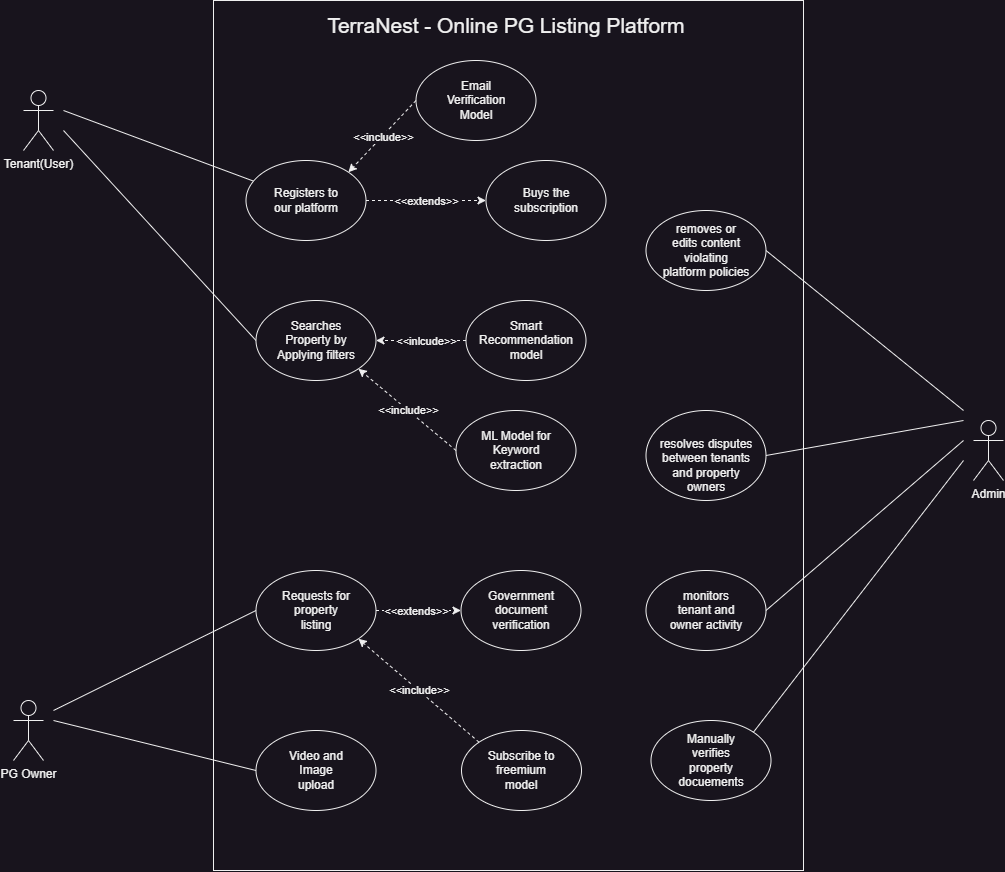 TerraNest - Online PG Listing Platform
Email
Verification
Model
<<include>>
Tenant(User)
Registers to
our platform
<<extends>>
Buys the
subscription
removes or
edits content
violating
platform policies
Searches
Property by
Applying filters
<<inlcude>>
Smart
Recommendation
model
<<include>>
ML Model for
Keyword
extraction
resolves disputes
between tenants
and property
owners
Admin
Requests for
property
listing
<<extends>>
Government
document
verification
monitors
tenant and
owner activity
<<include>>
PG Owner
Video and
Image
upload
Subscribe to
freemium
model
Manually
verifies
property
docuements